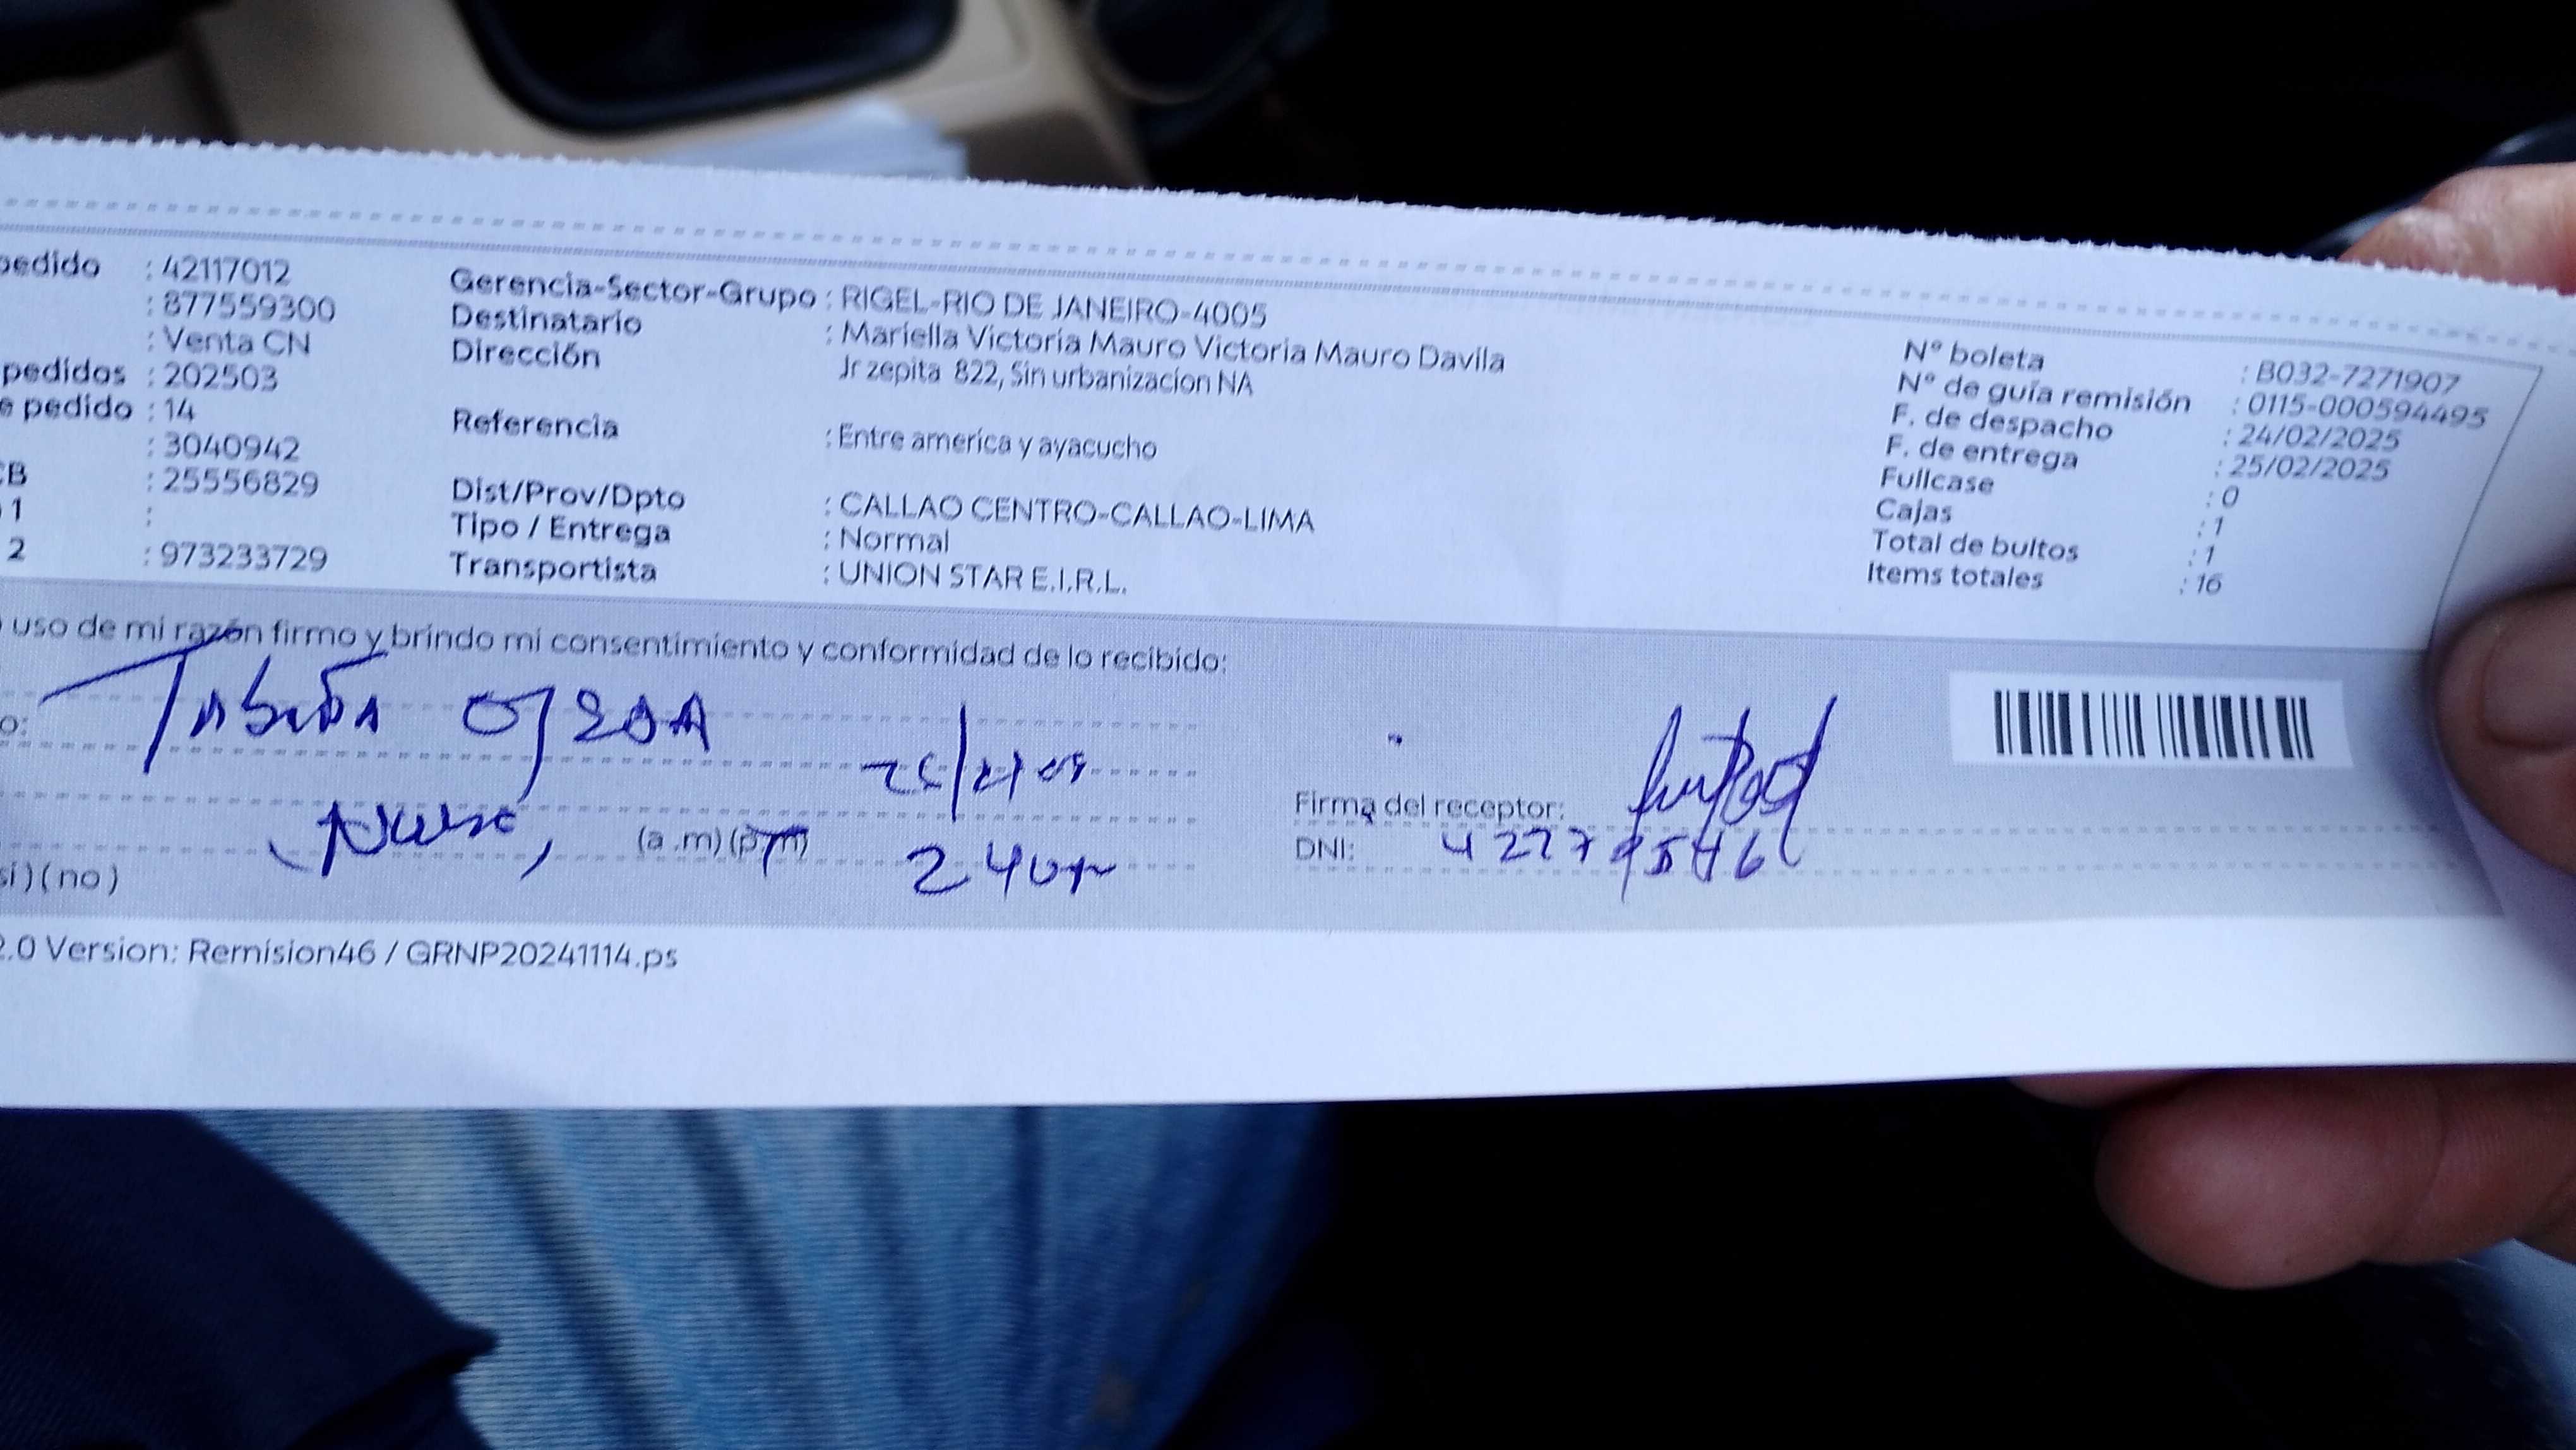 pedido : 42117012
: 877559300
: Venta CN
pedidos : 202503
e pedido : 14
: 3040942
CB : 25556829
1 :
2 : 973233729
Gerencia-Sector-Grupo : RIGEL-RIO DE JANEIRO-4005
Destinatario : Mariella Victoria Mauro Victoria Mauro Davila
Dirección Jr zepita 822, Sin urbanizacion NA
Referencia : Entre america y ayacucho
Dist/Prov/Dpto : CALLAO CENTRO-CALLAO-LIMA
Tipo / Entrega : Normal
Transportista : UNION STAR E.I.R.L.
N° boleta : B032-7271907
N° de guía remisión : 0115-000594495
F. de despacho : 24/02/2025
F. de entrega : 25/02/2025
Fullcase : 0
Cajas : 1
Total de bultos : 1
Items totales : 16
uso de mi razón firmo y brindo mi consentimiento y conformidad de lo recibido:
o:
(a .m) (p.m)
Firma del receptor:
DNI:
sí) ( no )
2.0 Version: Remision46 / GRNP20241114.ps